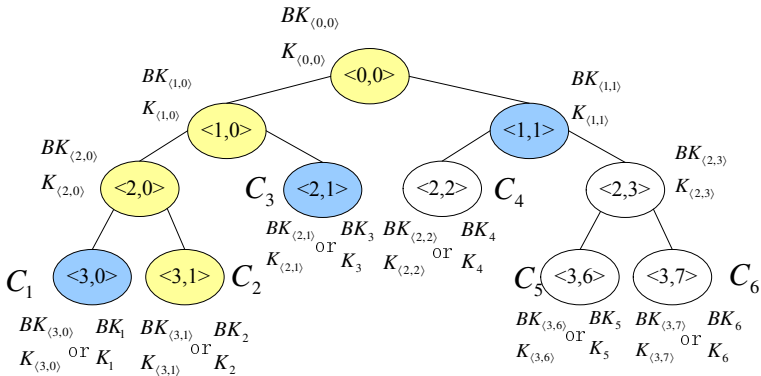 BK⟨0,0⟩
K⟨0,0⟩
<0,0>
BK⟨1,0⟩
K⟨1,0⟩
<1,0>
BK⟨1,1⟩
K⟨1,1⟩
<1,1>
BK⟨2,0⟩
K⟨2,0⟩
<2,0>
C3
<2,1>
<2,2>
C4
<2,3>
BK⟨2,3⟩
K⟨2,3⟩
BK⟨2,1⟩ or BK3
K⟨2,1⟩ K3
BK⟨2,2⟩ or BK4
K⟨2,2⟩ K4
C1
<3,0>
<3,1>
C2
C5
<3,6>
<3,7>
C6
BK⟨3,0⟩ or BK1
K⟨3,0⟩ K1
BK⟨3,1⟩ or BK2
K⟨3,1⟩ K2
BK⟨3,6⟩ or BK5
K⟨3,6⟩ K5
BK⟨3,7⟩ or BK6
K⟨3,7⟩ K6